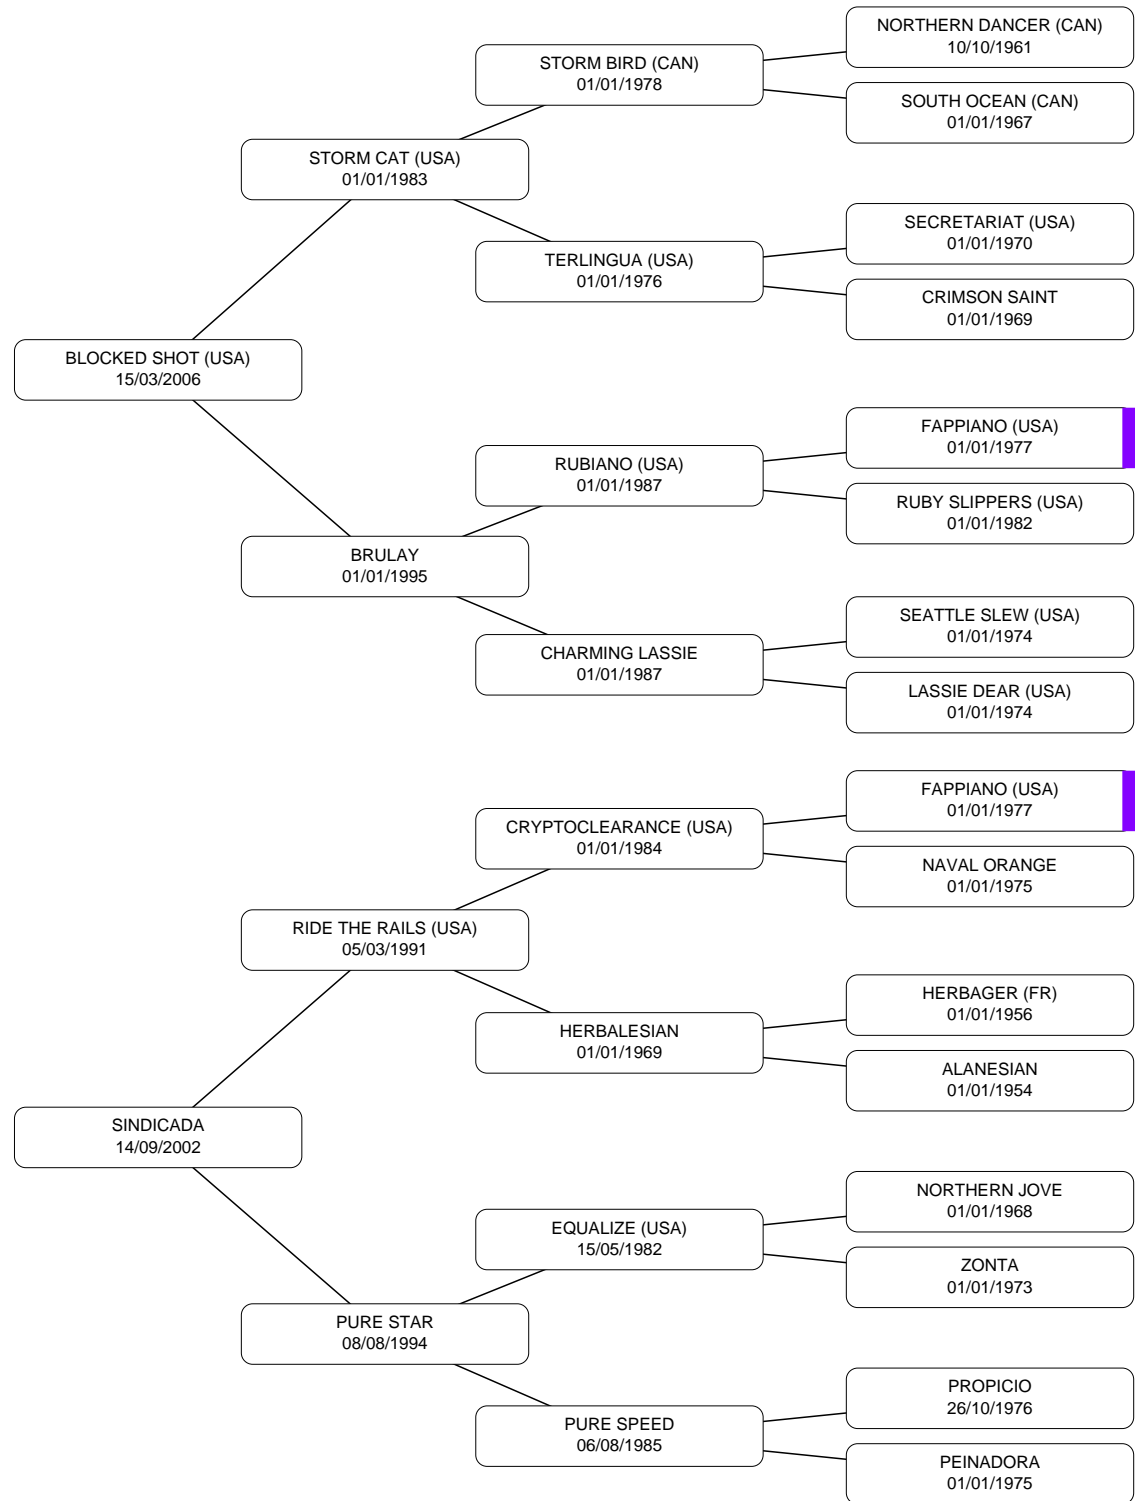 NORTHERN DANCER (CAN)
10/10/1961
STORM BIRD (CAN)
01/01/1978
SOUTH OCEAN (CAN)
01/01/1967
STORM CAT (USA)
01/01/1983
SECRETARIAT (USA)
01/01/1970
TERLINGUA (USA)
01/01/1976
CRIMSON SAINT
01/01/1969
BLOCKED SHOT (USA)
15/03/2006
FAPPIANO (USA)
01/01/1977
RUBIANO (USA)
01/01/1987
RUBY SLIPPERS (USA)
01/01/1982
BRULAY
01/01/1995
SEATTLE SLEW (USA)
01/01/1974
CHARMING LASSIE
01/01/1987
LASSIE DEAR (USA)
01/01/1974
FAPPIANO (USA)
01/01/1977
CRYPTOCLEARANCE (USA)
01/01/1984
NAVAL ORANGE
01/01/1975
RIDE THE RAILS (USA)
05/03/1991
HERBAGER (FR)
01/01/1956
HERBALESIAN
01/01/1969
ALANESIAN
01/01/1954
SINDICADA
14/09/2002
NORTHERN JOVE
01/01/1968
EQUALIZE (USA)
15/05/1982
ZONTA
01/01/1973
PURE STAR
08/08/1994
PROPICIO
26/10/1976
PURE SPEED
06/08/1985
PEINADORA
01/01/1975